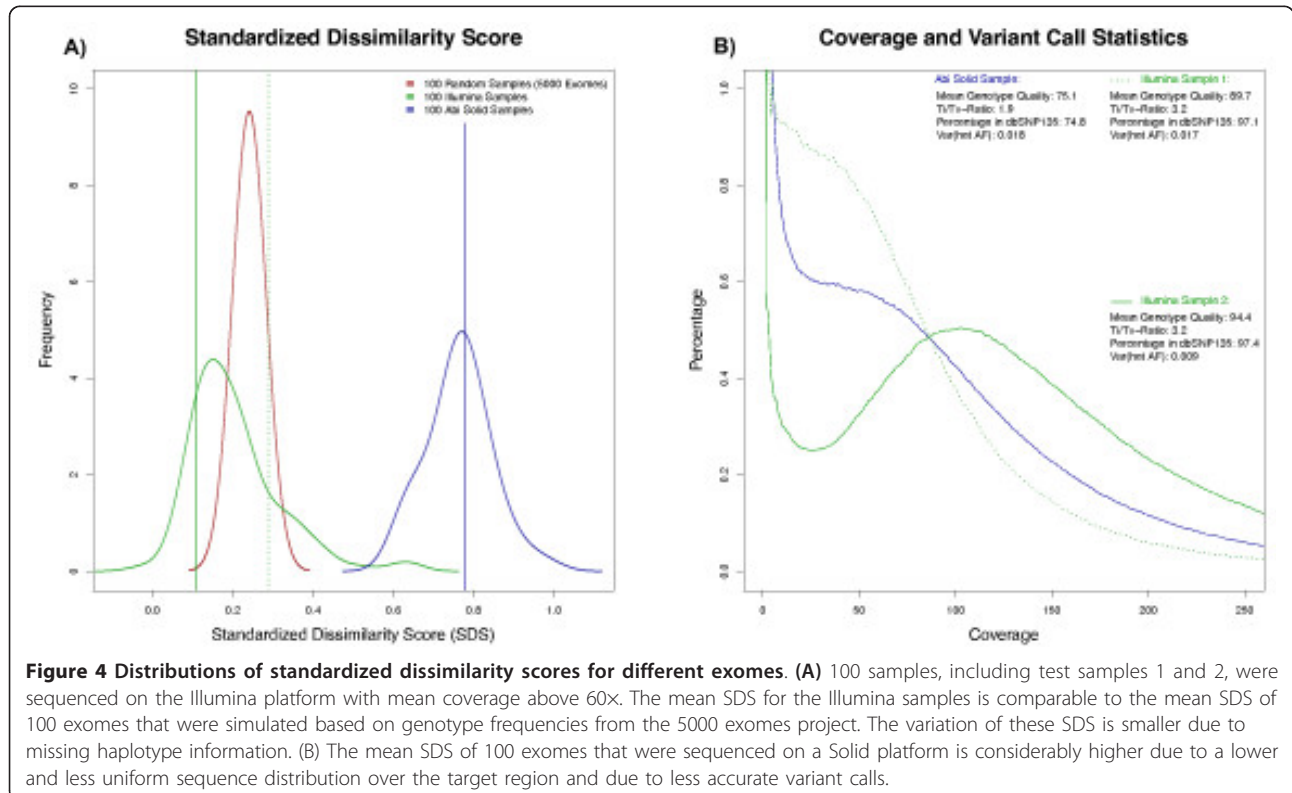 A)
Standardized Dissimilarity Score
100 Random Samples (5000 Exomes)
100 Illumina Samples
100 Abi Solid Samples
Frequency
0
2
4
6
8
10
0.0 0.2 0.4 0.6 0.8 1.0
Standardized Dissimilarity Score (SDS)
B)
Coverage and Variant Call Statistics
Abi Solid Sample:
Mean Genotype Quality: 75.1
Ti/Tv-Ratio: 1.9
Percentage in dbSNP135: 74.8
Var(het AF): 0.018
Illumina Sample 1:
Mean Genotype Quality: 89.7
Ti/Tv-Ratio: 3.2
Percentage in dbSNP135: 97.1
Var(het AF): 0.017
Illumina Sample 2:
Mean Genotype Quality: 94.4
Ti/Tv-Ratio: 3.2
Percentage in dbSNP135: 97.4
Var(het AF): 0.009
Percentage
0.0
0.2
0.4
0.6
0.8
1.0
0 50 100 150 200 250
Coverage
Figure 4 Distributions of standardized dissimilarity scores for different exomes. (A) 100 samples, including test samples 1 and 2, were
sequenced on the Illumina platform with mean coverage above 60×. The mean SDS for the Illumina samples is comparable to the mean SDS of
100 exomes that were simulated based on genotype frequencies from the 5000 exomes project. The variation of these SDS is smaller due to
missing haplotype information. (B) The mean SDS of 100 exomes that were sequenced on a Solid platform is considerably higher due to a lower
and less uniform sequence distribution over the target region and due to less accurate variant calls.